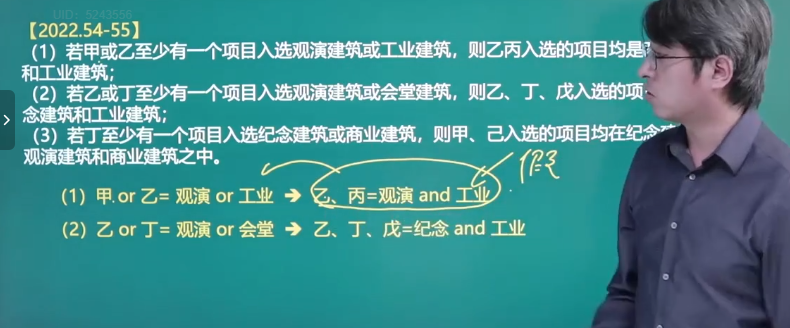 UID: 5243555
【2022.54-55】
（1）若甲或乙至少有一个项目入选观演建筑或工业建筑，则乙丙入选的项目均是
和工业建筑；
（2）若乙或丁至少有一个项目入选观演建筑或会堂建筑，则乙、丁、戊入选的项
念建筑和工业建筑；
（3）若丁至少有一个项目入选纪念建筑或商业建筑，则甲、己入选的项目均在纪念
观演建筑和商业建筑之中。
假
（1）甲 or 乙= 观演 or 工业 → 乙、丙=观演 and 工业
（2）乙 or 丁= 观演 or 会堂 → 乙、丁、戊=纪念 and 工业